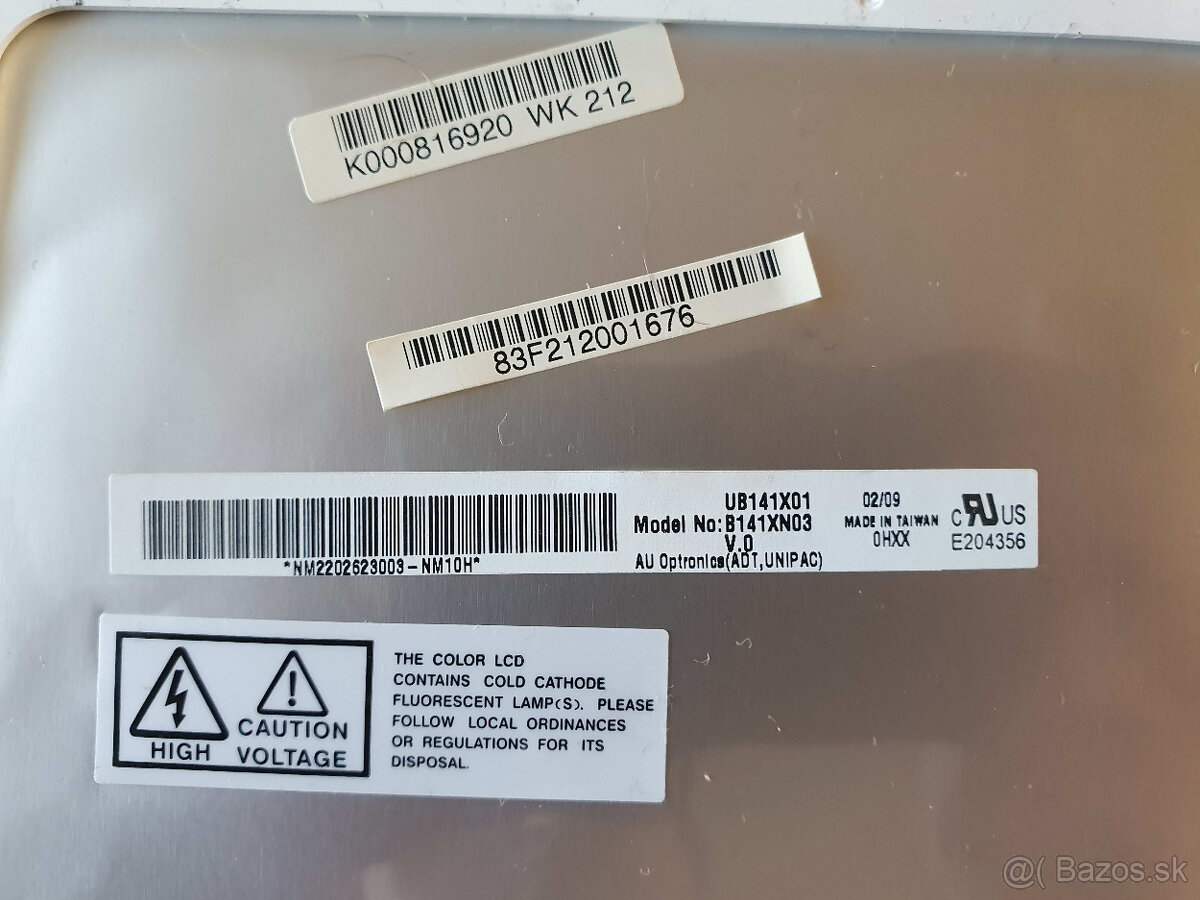 K000816920 WK 212
83F212001676
*NM2202623003-NM10H*
UB141X01
Model No: B141XN03
V.0
AU Optronics(ADT,UNIPAC)
02/09
MADE IN TAIWAN
0HXX
C RU US
E204356
HIGH CAUTION
VOLTAGE
THE COLOR LCD
CONTAINS COLD CATHODE
FLUORESCENT LAMP(S). PLEASE
FOLLOW LOCAL ORDINANCES
OR REGULATIONS FOR ITS
DISPOSAL.
@( Bazos.sk